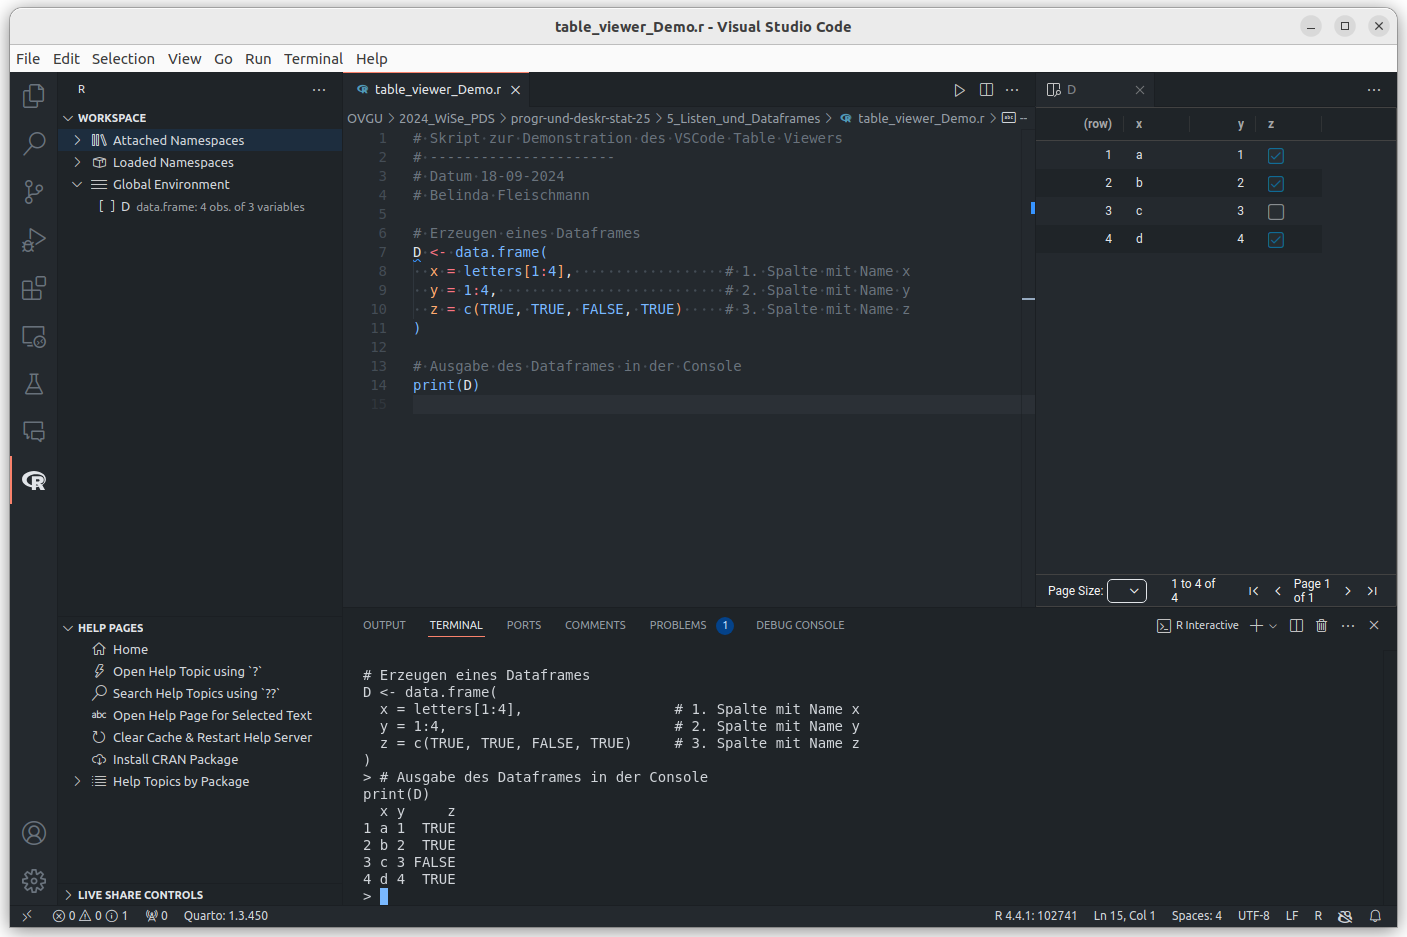 table_viewer_Demo.r - Visual Studio Code
File Edit Selection View Go Run Terminal Help
R
WORKSPACE
Attached Namespaces
Loaded Namespaces
Global Environment
[ ] D data.frame: 4 obs. of 3 variables
HELP PAGES
Home
Open Help Topic using `?`
Search Help Topics using `??`
abc Open Help Page for Selected Text
Clear Cache & Restart Help Server
Install CRAN Package
Help Topics by Package
LIVE SHARE CONTROLS
R table_viewer_Demo.r
OVGU > 2024_WiSe_PDS > progr-und-deskr-stat-25 > 5_Listen_und_Dataframes > R table_viewer_Demo.r > abc
1 # Skript zur Demonstration des VSCode Table Viewers
2 # ----------------------
3 # Datum 18-09-2024
4 # Belinda Fleischmann
5
6 # Erzeugen eines Dataframes
7 D <- data.frame(
8 x = letters[1:4], # 1. Spalte mit Name x
9 y = 1:4, # 2. Spalte mit Name y
10 z = c(TRUE, TRUE, FALSE, TRUE) # 3. Spalte mit Name z
11 )
12
13 # Ausgabe des Dataframes in der Console
14 print(D)
15
D
(row) x y z
1 a 1
2 b 2
3 c 3
4 d 4
Page Size: 1 to 4 of 4 Page 1 of 1
OUTPUT TERMINAL PORTS COMMENTS PROBLEMS 1 DEBUG CONSOLE
R Interactive
# Erzeugen eines Dataframes
D <- data.frame(
x = letters[1:4], # 1. Spalte mit Name x
y = 1:4, # 2. Spalte mit Name y
z = c(TRUE, TRUE, FALSE, TRUE) # 3. Spalte mit Name z
)
> # Ausgabe des Dataframes in der Console
print(D)
x y z
1 a 1 TRUE
2 b 2 TRUE
3 c 3 FALSE
4 d 4 TRUE
>
0 0 1 0 Quarto: 1.3.450
R 4.4.1: 102741 Ln 15, Col 1 Spaces: 4 UTF-8 LF R